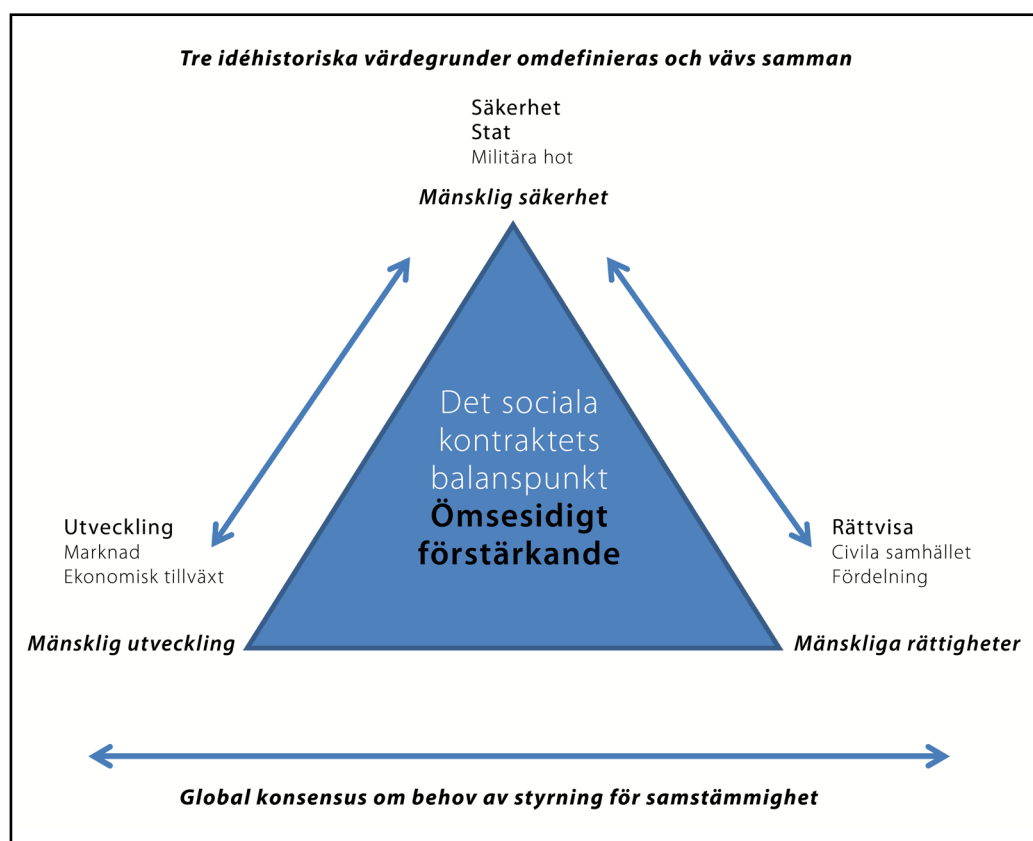 Tre idéhistoriska värdegrunder omdefinieras och vävs samman
Säkerhet
Stat
Militära hot
Mänsklig säkerhet
Det sociala
kontraktets
balanspunkt
Ömsesidigt
förstärkande
Utveckling
Marknad
Ekonomisk tillväxt
Mänsklig utveckling
Rättvisa
Civila samhället
Fördelning
Mänskliga rättigheter
Global konsensus om behov av styrning för samstämmighet